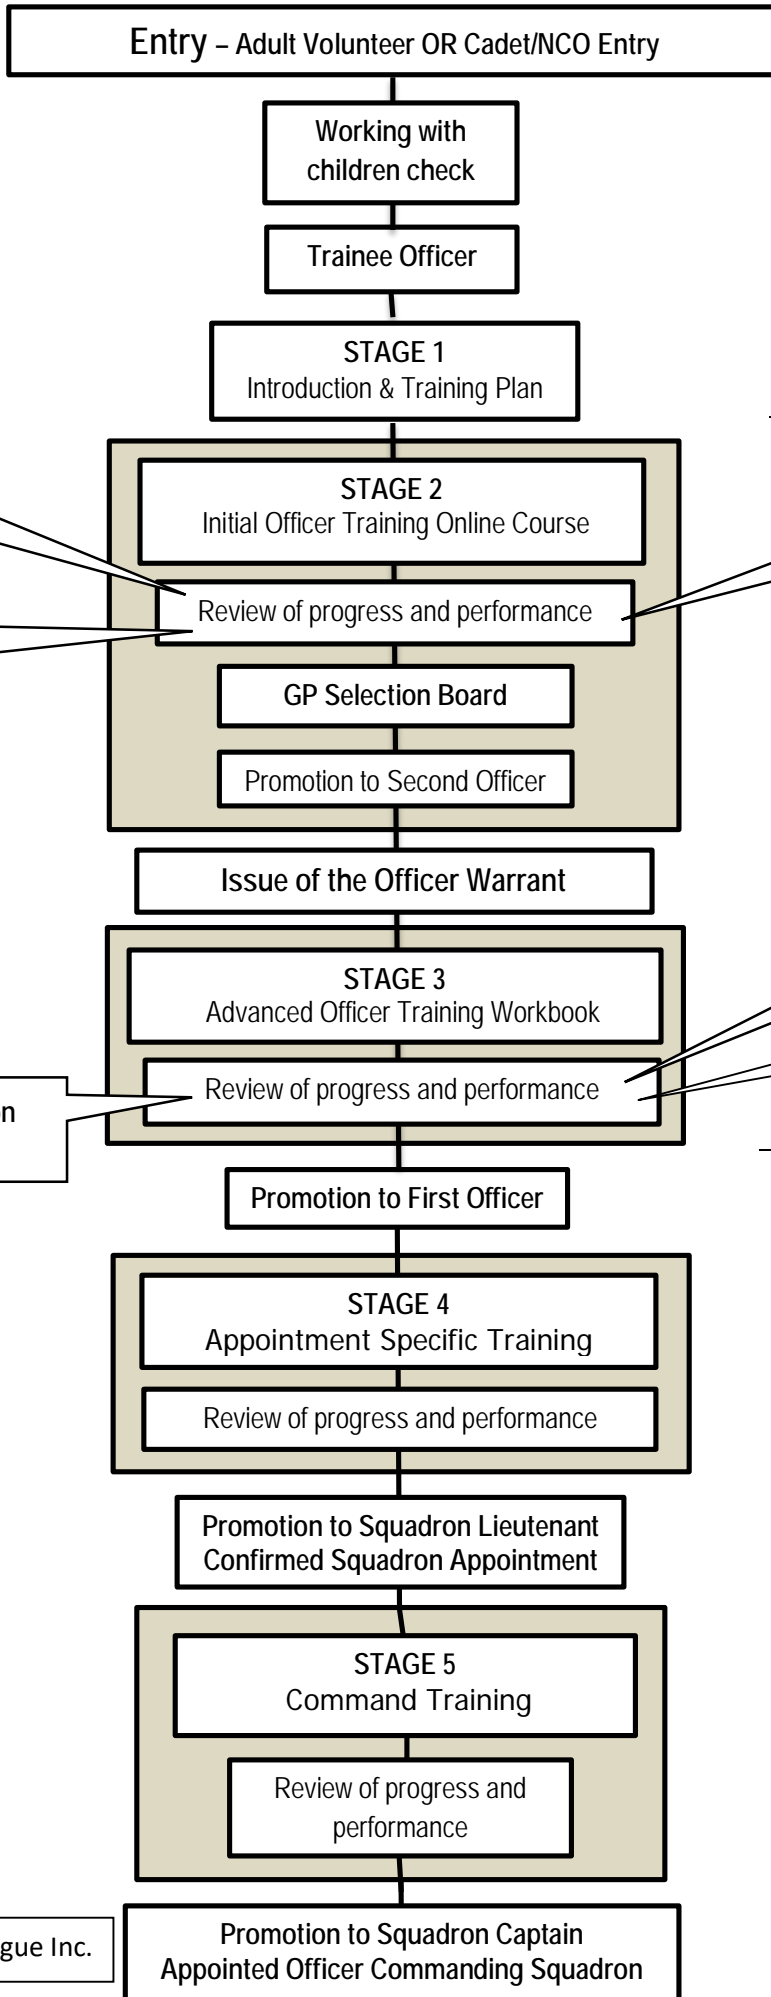 Entry – Adult Volunteer OR Cadet/NCO Entry
Working with
children check
Trainee Officer
STAGE 1
Introduction & Training Plan
STAGE 2
Initial Officer Training Online Course
Review of progress and performance
GP Selection Board
Promotion to Second Officer
Issue of the Officer Warrant
STAGE 3
Advanced Officer Training Workbook
Review of progress and performance
Promotion to First Officer
STAGE 4
Appointment Specific Training
Review of progress and performance
Promotion to Squadron Lieutenant
Confirmed Squadron Appointment
STAGE 5
Command Training
Review of progress and
performance
gue Inc.
Promotion to Squadron Captain
Appointed Officer Commanding Squadron